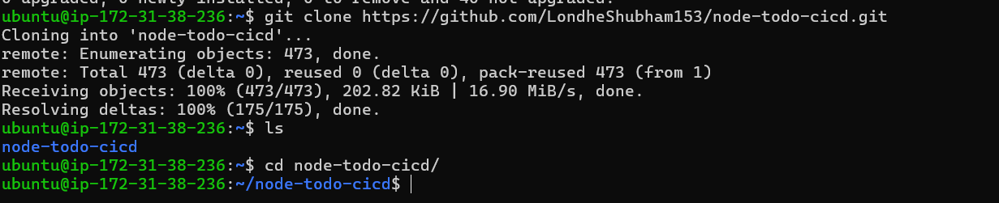 0 upgraded, 0 newly installed, 0 to remove and 40 not upgraded.
ubuntu@ip-172-31-38-236:~$ git clone https://github.com/LondheShubham153/node-todo-cicd.git
Cloning into 'node-todo-cicd'...
remote: Enumerating objects: 473, done.
remote: Total 473 (delta 0), reused 0 (delta 0), pack-reused 473 (from 1)
Receiving objects: 100% (473/473), 202.82 KiB | 16.90 MiB/s, done.
Resolving deltas: 100% (175/175), done.
ubuntu@ip-172-31-38-236:~$ ls
node-todo-cicd
ubuntu@ip-172-31-38-236:~$ cd node-todo-cicd/
ubuntu@ip-172-31-38-236:~/node-todo-cicd$